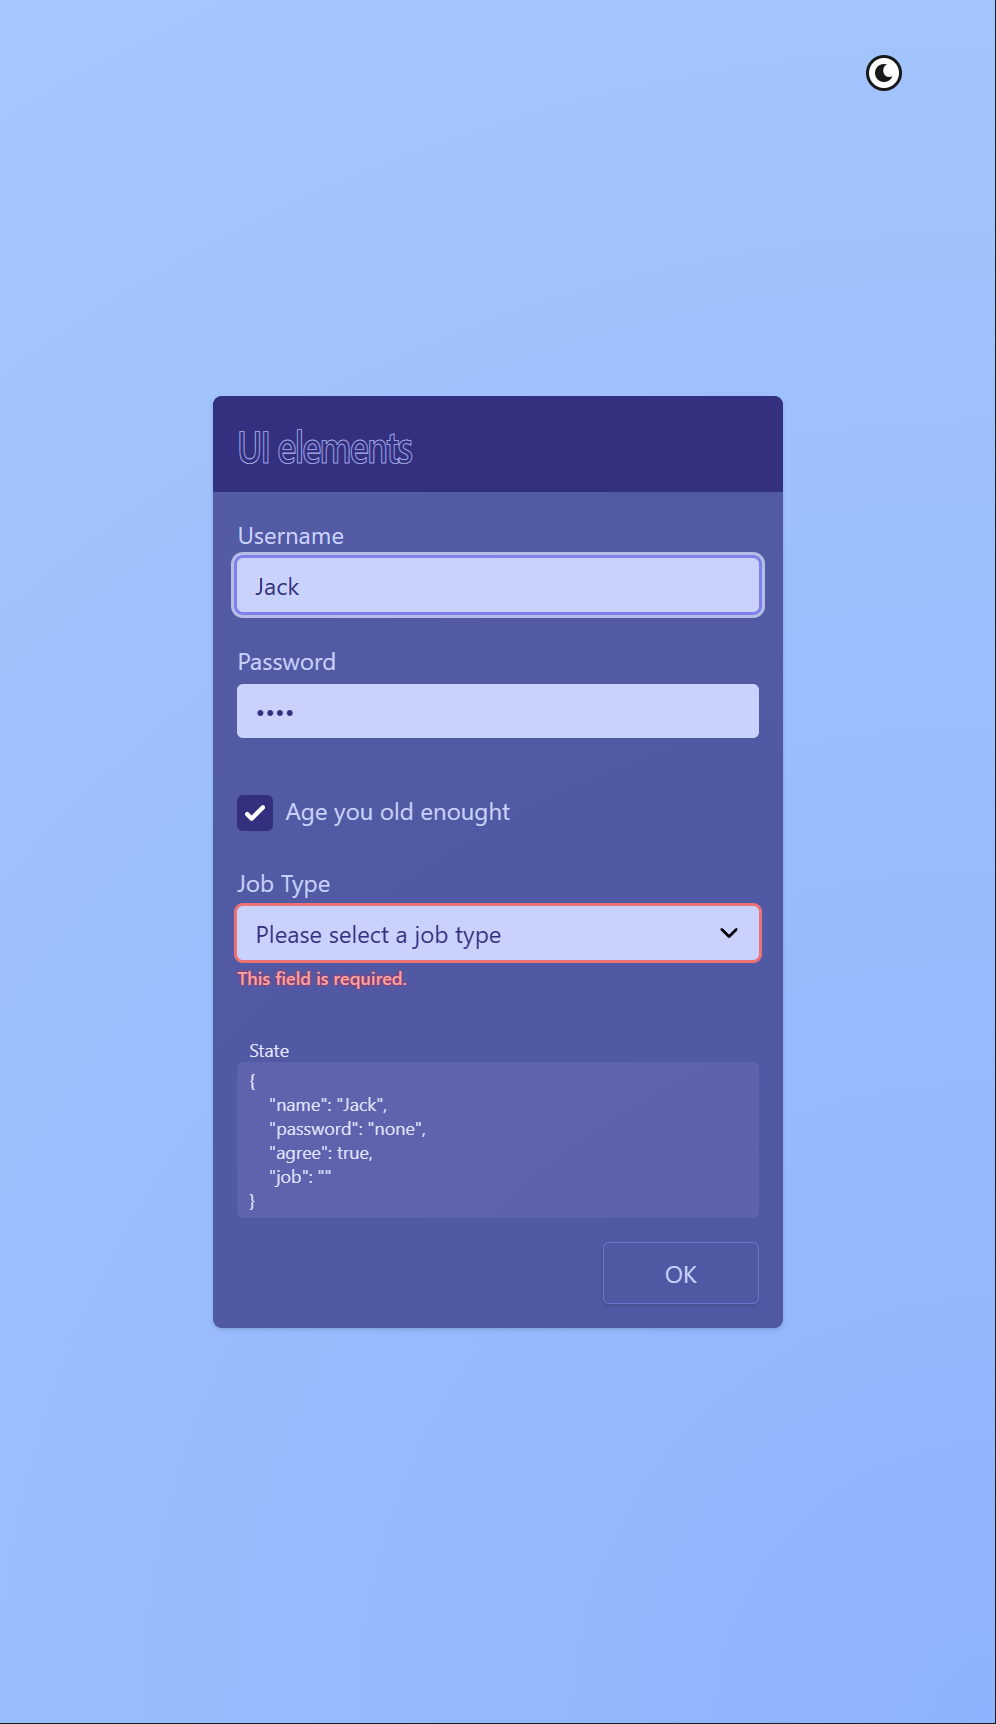 UI elements
Username
Jack
Password
••••
Age you old enought
Job Type
Please select a job type
This field is required.
State
{
"name": "Jack",
"password": "none",
"agree": true,
"job": ""
}
OK